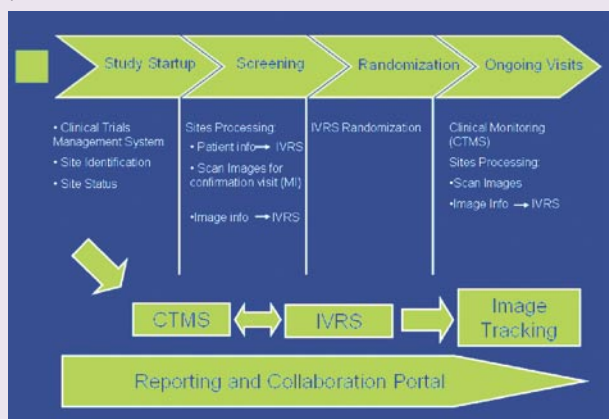 Study Startup
Screening
Randomization
Ongoing Visits
• Clinical Trials
Management System
• Site Identification
• Site Status
Sites Processing:
• Patient info→ IVRS
• Scan Images for
confirmation visit (MI)
•Image info →IVRS
IVRS Randomization
Clinical Monitoring
(CTMS)
Sites Processing:
•Scan Images
•Image Info →IVRS
CTMS
IVRS
Image
Tracking
Reporting and Collaboration Portal